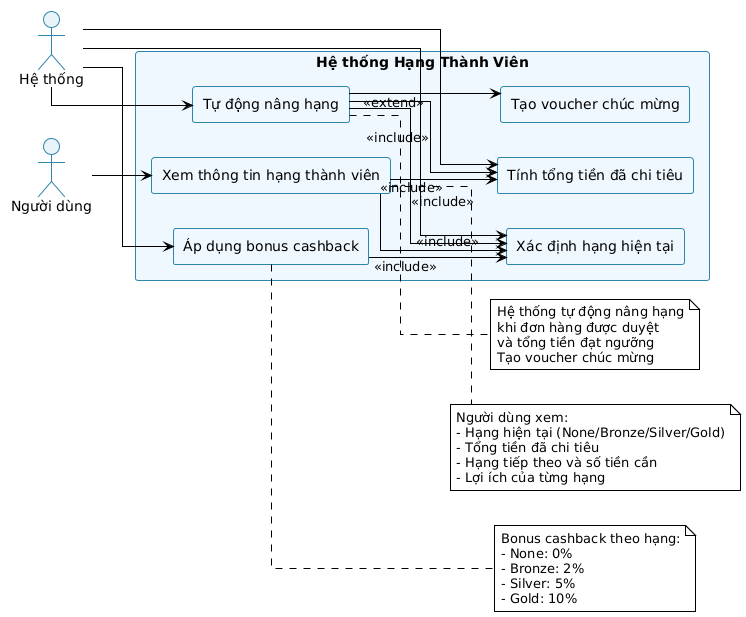 Hệ thống Hạng Thành Viên
Hệ thống
Tự động nâng hạng
«extend»
Tạo voucher chúc mừng
«include»
Người dùng
Xem thông tin hạng thành viên
«include»
«include»
Tính tổng tiền đã chi tiêu
Áp dụng bonus cashback
«include»
«include»
Xác định hạng hiện tại
Hệ thống tự động nâng hạng
khi đơn hàng được duyệt
và tổng tiền đạt ngưỡng
Tạo voucher chúc mừng
Người dùng xem:
- Hạng hiện tại (None/Bronze/Silver/Gold)
- Tổng tiền đã chi tiêu
- Hạng tiếp theo và số tiền cần
- Lợi ích của từng hạng
Bonus cashback theo hạng:
- None: 0%
- Bronze: 2%
- Silver: 5%
- Gold: 10%